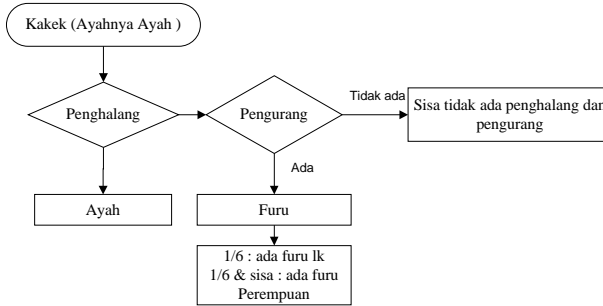 Kakek (Ayahnya Ayah )
Penghalang
Pengurang
Tidak ada
Sisa tidak ada penghalang dan
pengurang
Ada
Ayah
Furu
1/6 : ada furu lk
1/6 & sisa : ada furu
Perempuan